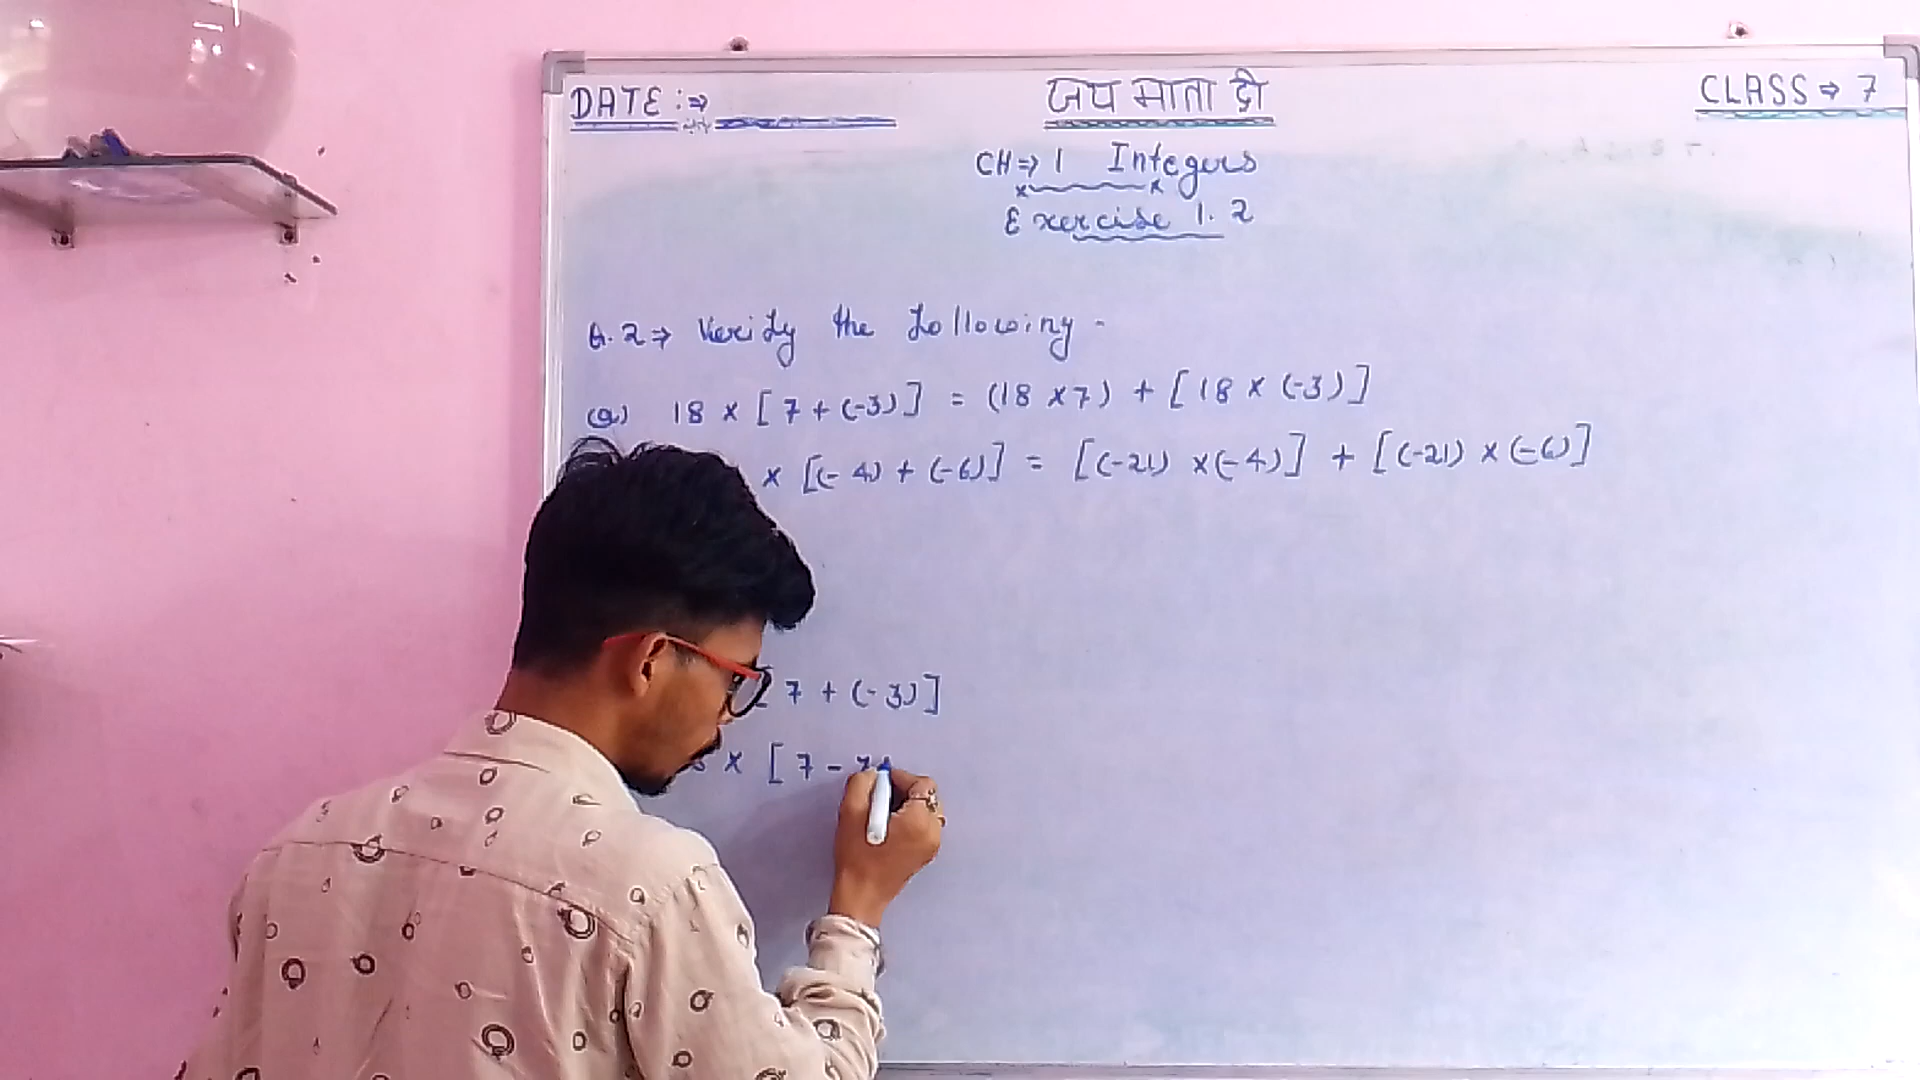 DATE :⇒
जय माता दी
CLASS ⇒ 7
CH ⇒ 1 Integers
Exercise 1.2
Q.2 ⇒ Verify the following -
(a) 18 × [7 + (-3)] = (18 × 7) + [18 × (-3)]
× [(-4) + (-6)] = [(-21) × (-4)] + [(-21) × (-6)]
7 + (-3)]
× [7 -